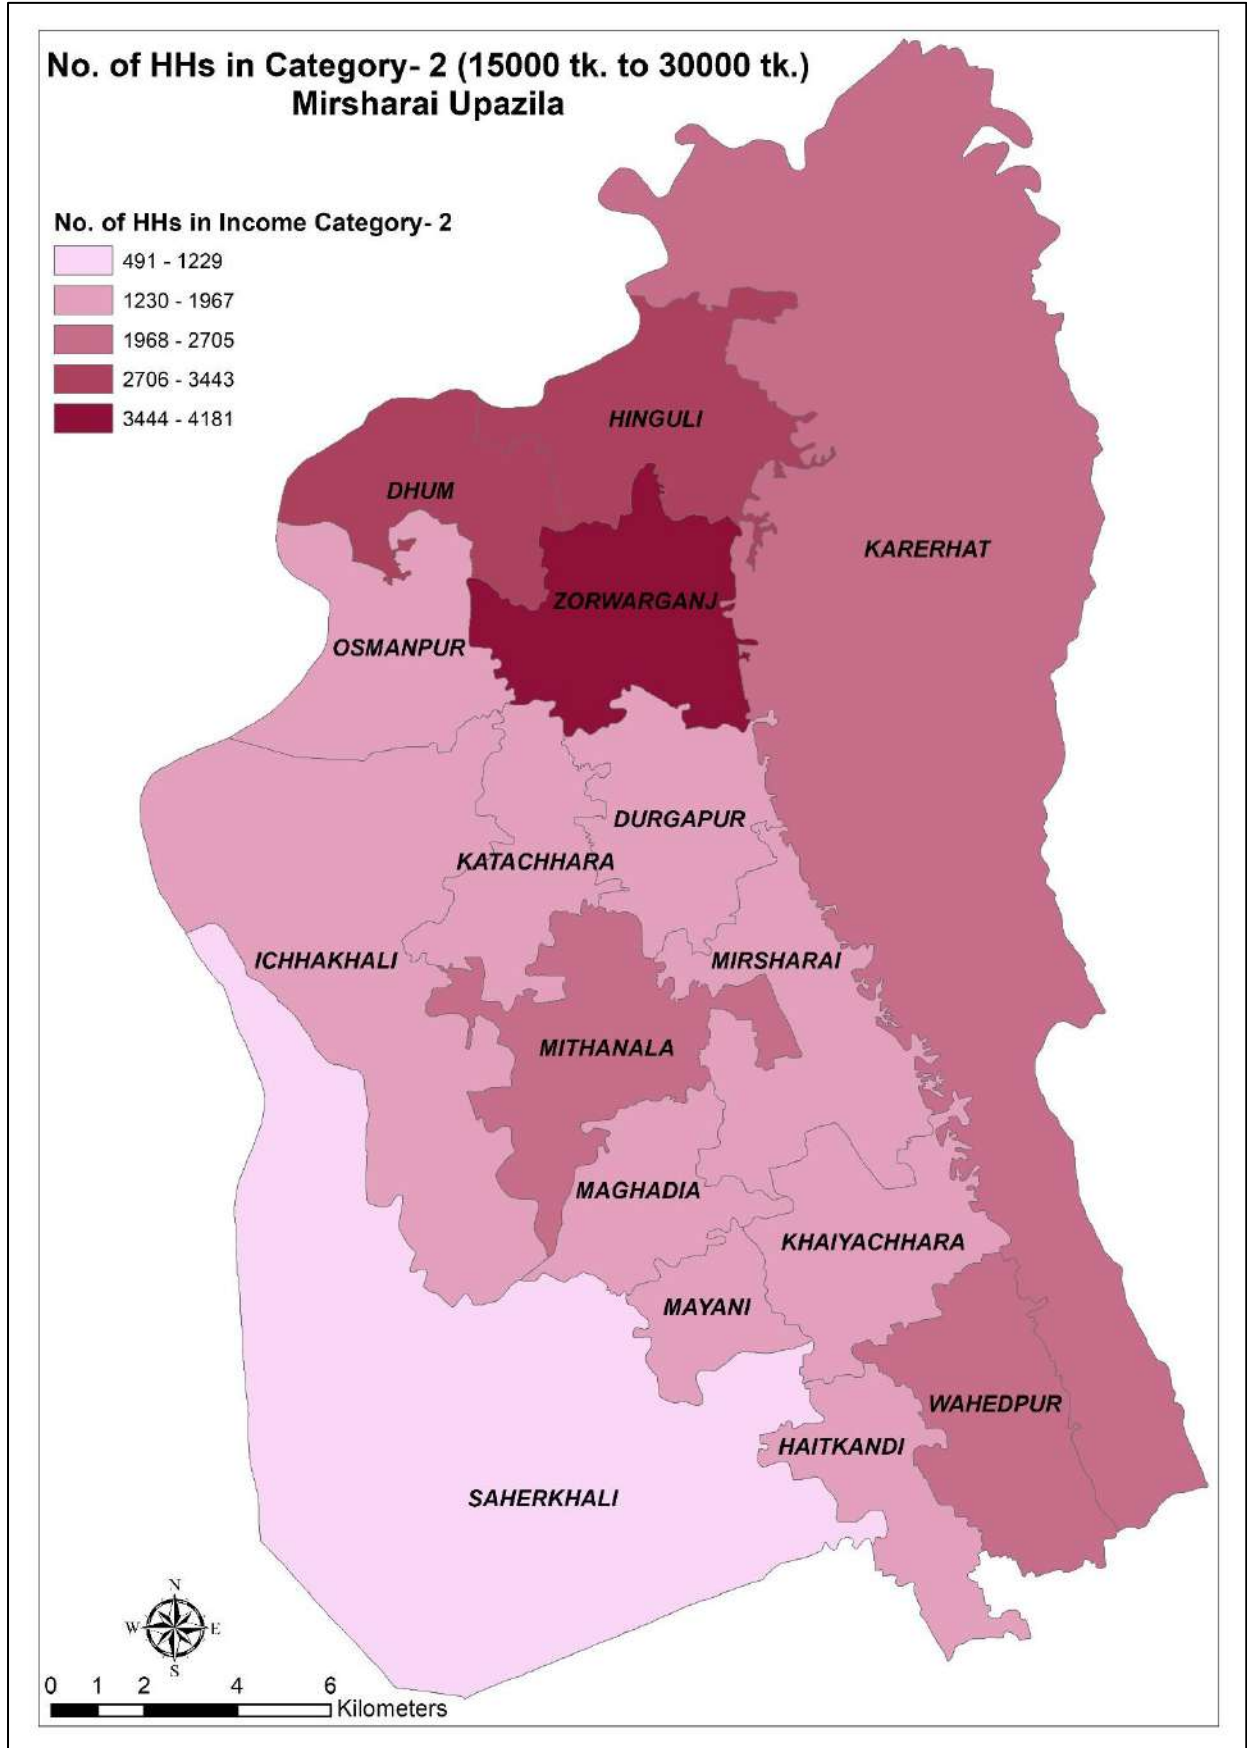 No. of HHs in Category- 2 (15000 tk. to 30000 tk.)
Mirsharai Upazila
No. of HHs in Income Category- 2
491 - 1229
1230 - 1967
1968 - 2705
2706 - 3443
3444 - 4181
HINGULI
DHUM
KARERHAT
ZORWARGANJ
OSMANPUR
DURGAPUR
KATACHHARA
ICHHAKHALI
MIRSHARAI
MITHANALA
MAGHADIA
KHAIYACHHARA
MAYANI
WAHEDPUR
HAITKANDI
SAHERKHALI
N
W E
S
0 1 2 4 6
Kilometers